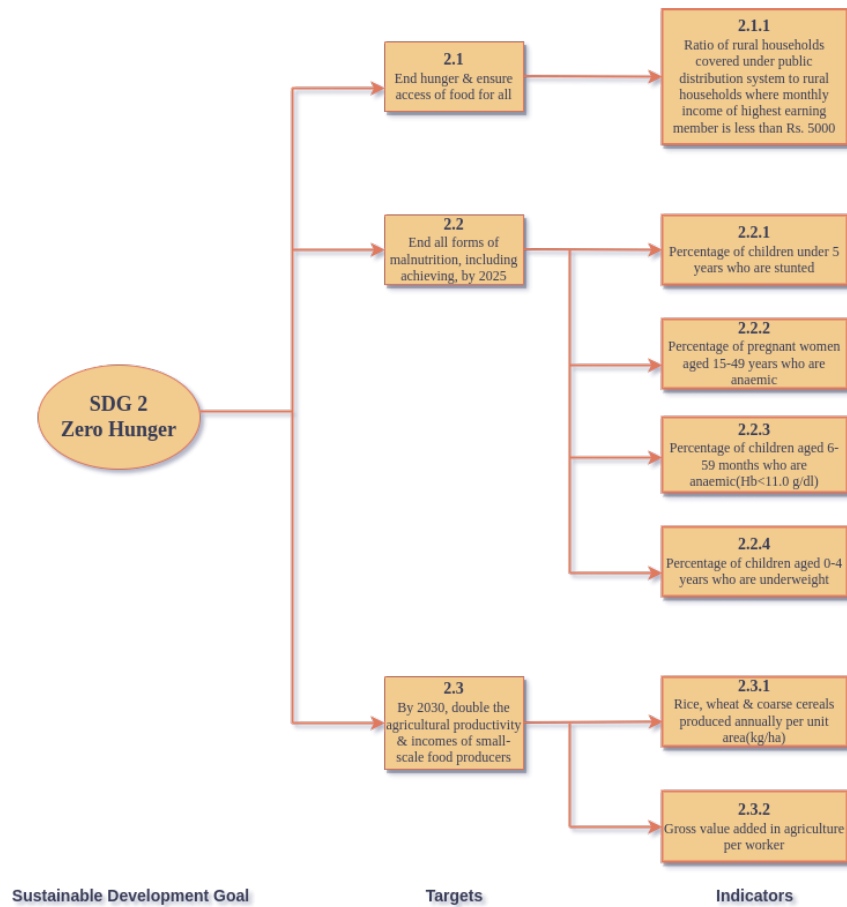 2.1
End hunger & ensure
access of food for all
2.1.1
Ratio of rural households
covered under public
distribution system to rural
households where monthly
income of highest earning
member is less than Rs. 5000
2.2
End all forms of
malnutrition, including
achieving, by 2025
2.2.1
Percentage of children under 5
years who are stunted
2.2.2
Percentage of pregnant women
aged 15-49 years who are
anaemic
2.2.3
Percentage of children aged 6-
59 months who are
anaemic(Hb<11.0 g/dl)
2.2.4
Percentage of children aged 0-4
years who are underweight
SDG 2
Zero Hunger
2.3
By 2030, double the
agricultural productivity
& incomes of small-
scale food producers
2.3.1
Rice, wheat & coarse cereals
produced annually per unit
area(kg/ha)
2.3.2
Gross value added in agriculture
per worker
Sustainable Development Goal
Targets
Indicators